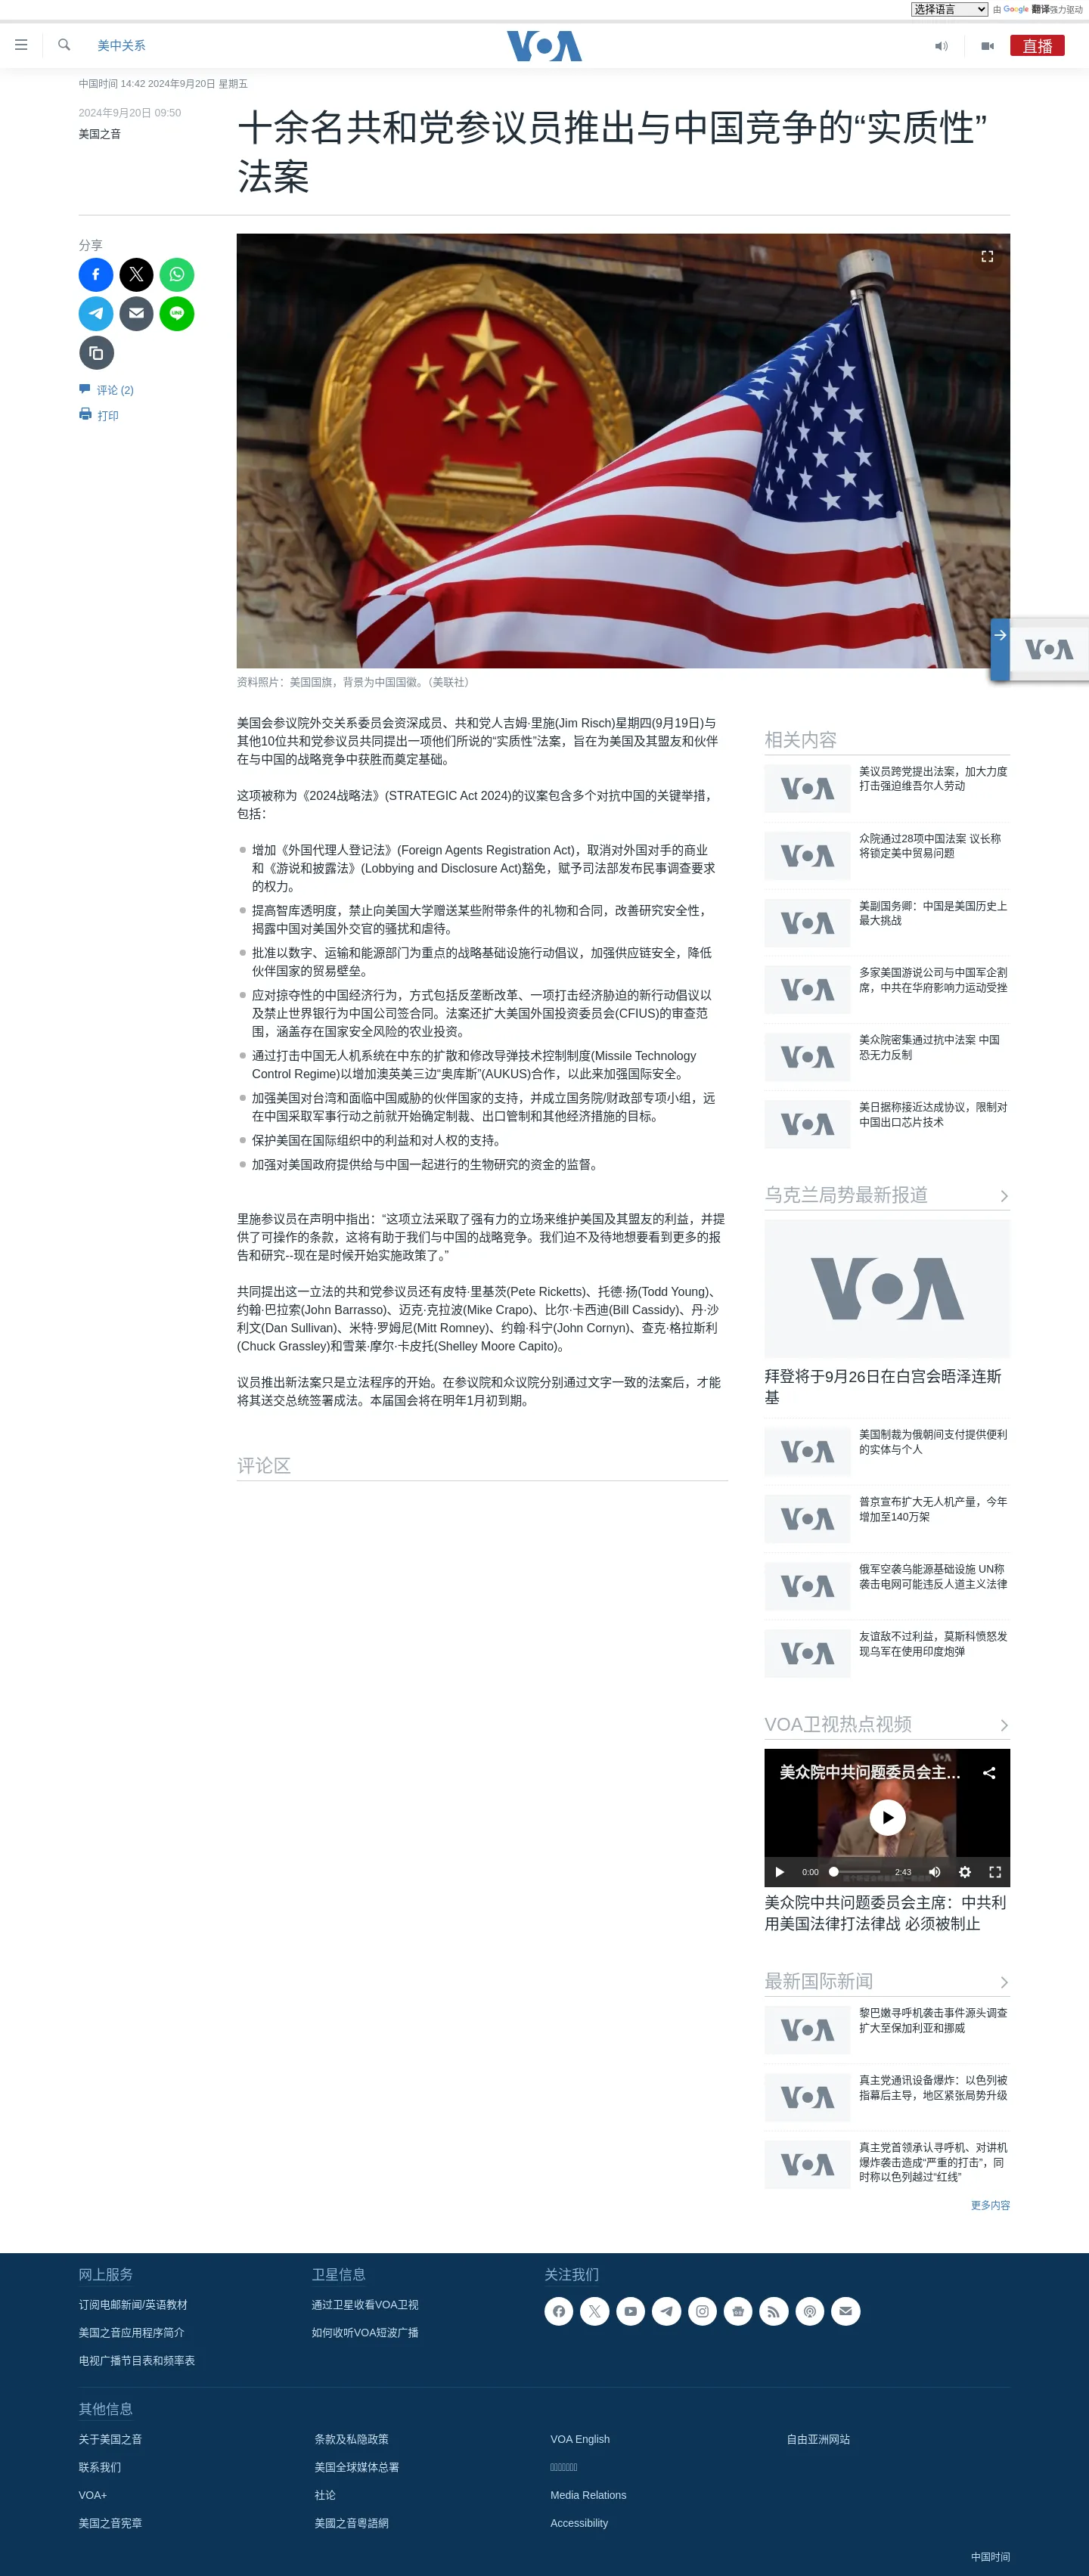 选择语言 由 Google 翻译强力驱动
美中关系
VOA
直播
中国时间 14:42 2024年9月20日 星期五
2024年9月20日 09:50
美国之音
十余名共和党参议员推出与中国竞争的“实质性”
法案
分享
评论 (2)
打印
资料照片：美国国旗，背景为中国国徽。（美联社）
VOA
美国会参议院外交关系委员会资深成员、共和党人吉姆·里施(Jim Risch)星期四(9月19日)与
其他10位共和党参议员共同提出一项他们所说的“实质性”法案，旨在为美国及其盟友和伙伴
在与中国的战略竞争中获胜而奠定基础。
这项被称为《2024战略法》(STRATEGIC Act 2024)的议案包含多个对抗中国的关键举措，
包括：
增加《外国代理人登记法》(Foreign Agents Registration Act)，取消对外国对手的商业
和《游说和披露法》(Lobbying and Disclosure Act)豁免，赋予司法部发布民事调查要求
的权力。
提高智库透明度，禁止向美国大学赠送某些附带条件的礼物和合同，改善研究安全性，
揭露中国对美国外交官的骚扰和虐待。
批准以数字、运输和能源部门为重点的战略基础设施行动倡议，加强供应链安全，降低
伙伴国家的贸易壁垒。
应对掠夺性的中国经济行为，方式包括反垄断改革、一项打击经济胁迫的新行动倡议以
及禁止世界银行为中国公司签合同。法案还扩大美国外国投资委员会(CFIUS)的审查范
围，涵盖存在国家安全风险的农业投资。
通过打击中国无人机系统在中东的扩散和修改导弹技术控制制度(Missile Technology
Control Regime)以增加澳英美三边“奥库斯”(AUKUS)合作，以此来加强国际安全。
加强美国对台湾和面临中国威胁的伙伴国家的支持，并成立国务院/财政部专项小组，远
在中国采取军事行动之前就开始确定制裁、出口管制和其他经济措施的目标。
保护美国在国际组织中的利益和对人权的支持。
加强对美国政府提供给与中国一起进行的生物研究的资金的监督。
里施参议员在声明中指出：“这项立法采取了强有力的立场来维护美国及其盟友的利益，并提
供了可操作的条款，这将有助于我们与中国的战略竞争。我们迫不及待地想要看到更多的报
告和研究--现在是时候开始实施政策了。”
共同提出这一立法的共和党参议员还有皮特·里基茨(Pete Ricketts)、托德·扬(Todd Young)、
约翰·巴拉索(John Barrasso)、迈克·克拉波(Mike Crapo)、比尔·卡西迪(Bill Cassidy)、丹·沙
利文(Dan Sullivan)、米特·罗姆尼(Mitt Romney)、约翰·科宁(John Cornyn)、查克·格拉斯利
(Chuck Grassley)和雪莱·摩尔·卡皮托(Shelley Moore Capito)。
议员推出新法案只是立法程序的开始。在参议院和众议院分别通过文字一致的法案后，才能
将其送交总统签署成法。本届国会将在明年1月初到期。
评论区
相关内容
VOA
美议员跨党提出法案，加大力度
打击强迫维吾尔人劳动
VOA
众院通过28项中国法案 议长称
将锁定美中贸易问题
VOA
美副国务卿：中国是美国历史上
最大挑战
VOA
多家美国游说公司与中国军企割
席，中共在华府影响力运动受挫
VOA
美众院密集通过抗中法案 中国
恐无力反制
VOA
美日据称接近达成协议，限制对
中国出口芯片技术
乌克兰局势最新报道
VOA
拜登将于9月26日在白宫会晤泽连斯
基
VOA
美国制裁为俄朝间支付提供便利
的实体与个人
VOA
普京宣布扩大无人机产量，今年
增加至140万架
VOA
俄军空袭乌能源基础设施 UN称
袭击电网可能违反人道主义法律
VOA
友谊敌不过利益，莫斯科愤怒发
现乌军在使用印度炮弹
VOA卫视热点视频
VOA
美众院中共问题委员会主…
0:00
2:43
美众院中共问题委员会主席：中共利
用美国法律打法律战 必须被制止
最新国际新闻
VOA
黎巴嫩寻呼机袭击事件源头调查
扩大至保加利亚和挪威
VOA
真主党通讯设备爆炸：以色列被
指幕后主导，地区紧张局势升级
VOA
真主党首领承认寻呼机、对讲机
爆炸袭击造成“严重的打击”，同
时称以色列越过“红线”
更多内容
网上服务
订阅电邮新闻/英语教材
美国之音应用程序简介
电视广播节目表和频率表
卫星信息
通过卫星收看VOA卫视
如何收听VOA短波广播
关注我们
其他信息
关于美国之音
联系我们
VOA+
美国之音宪章
条款及私隐政策
美国全球媒体总署
社论
美國之音粵語網
VOA English
Media Relations
Accessibility
自由亚洲网站
中国时间